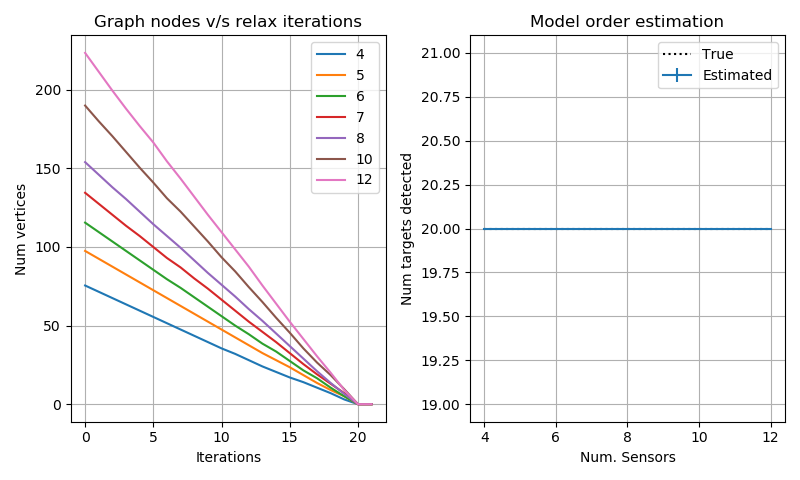 Graph nodes v/s relax iterations
Num vertices
200
150
100
50
0
0 5 10 15 20
Iterations
4
5
6
7
8
10
12
Model order estimation
Num targets detected
21.00
20.75
20.50
20.25
20.00
19.75
19.50
19.25
19.00
4 6 8 10 12
Num. Sensors
True
Estimated